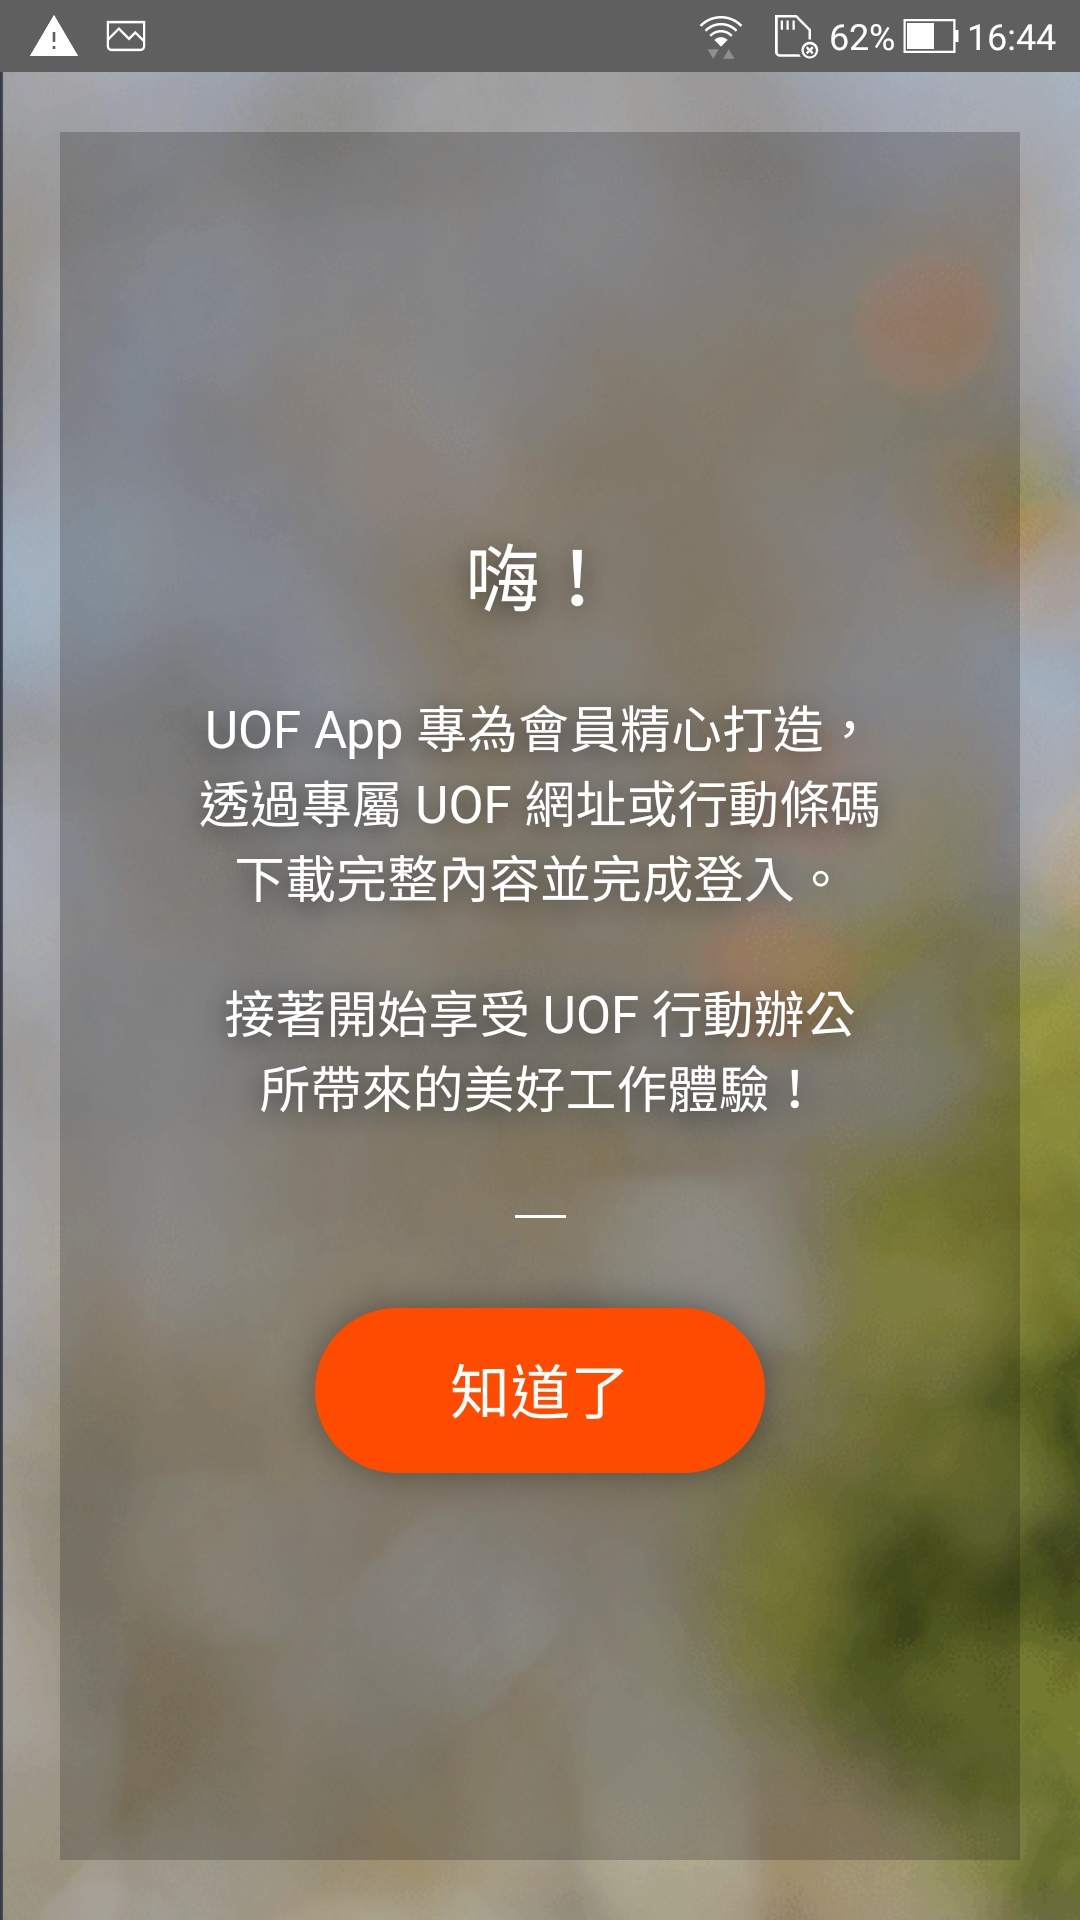 62% 16:44
嗨！
UOF App 專為會員精心打造，
透過專屬 UOF 網址或行動條碼
下載完整內容並完成登入。
接著開始享受 UOF 行動辦公
所帶來的美好工作體驗！
知道了